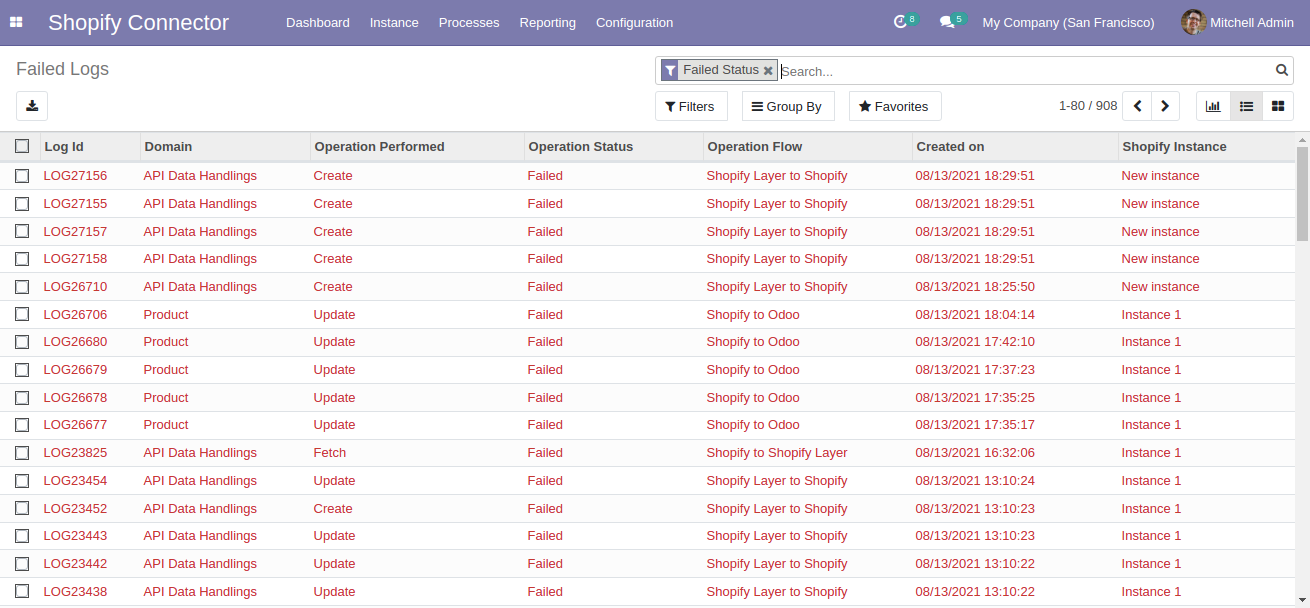 Shopify Connector Dashboard Instance Processes Reporting Configuration 8 5 My Company (San Francisco) Mitchell Admin
Failed Logs Failed Status Search...
Filters Group By Favorites 1-80 / 908
Log Id Domain Operation Performed Operation Status Operation Flow Created on Shopify Instance
LOG27156 API Data Handlings Create Failed Shopify Layer to Shopify 08/13/2021 18:29:51 New instance
LOG27155 API Data Handlings Create Failed Shopify Layer to Shopify 08/13/2021 18:29:51 New instance
LOG27157 API Data Handlings Create Failed Shopify Layer to Shopify 08/13/2021 18:29:51 New instance
LOG27158 API Data Handlings Create Failed Shopify Layer to Shopify 08/13/2021 18:29:51 New instance
LOG26710 API Data Handlings Create Failed Shopify Layer to Shopify 08/13/2021 18:25:50 New instance
LOG26706 Product Update Failed Shopify to Odoo 08/13/2021 18:04:14 Instance 1
LOG26680 Product Update Failed Shopify to Odoo 08/13/2021 17:42:10 Instance 1
LOG26679 Product Update Failed Shopify to Odoo 08/13/2021 17:37:23 Instance 1
LOG26678 Product Update Failed Shopify to Odoo 08/13/2021 17:35:25 Instance 1
LOG26677 Product Update Failed Shopify to Odoo 08/13/2021 17:35:17 Instance 1
LOG23825 API Data Handlings Fetch Failed Shopify to Shopify Layer 08/13/2021 16:32:06 Instance 1
LOG23454 API Data Handlings Update Failed Shopify Layer to Shopify 08/13/2021 13:10:24 Instance 1
LOG23452 API Data Handlings Create Failed Shopify Layer to Shopify 08/13/2021 13:10:23 Instance 1
LOG23443 API Data Handlings Update Failed Shopify Layer to Shopify 08/13/2021 13:10:23 Instance 1
LOG23442 API Data Handlings Update Failed Shopify Layer to Shopify 08/13/2021 13:10:22 Instance 1
LOG23438 API Data Handlings Update Failed Shopify Layer to Shopify 08/13/2021 13:10:22 Instance 1